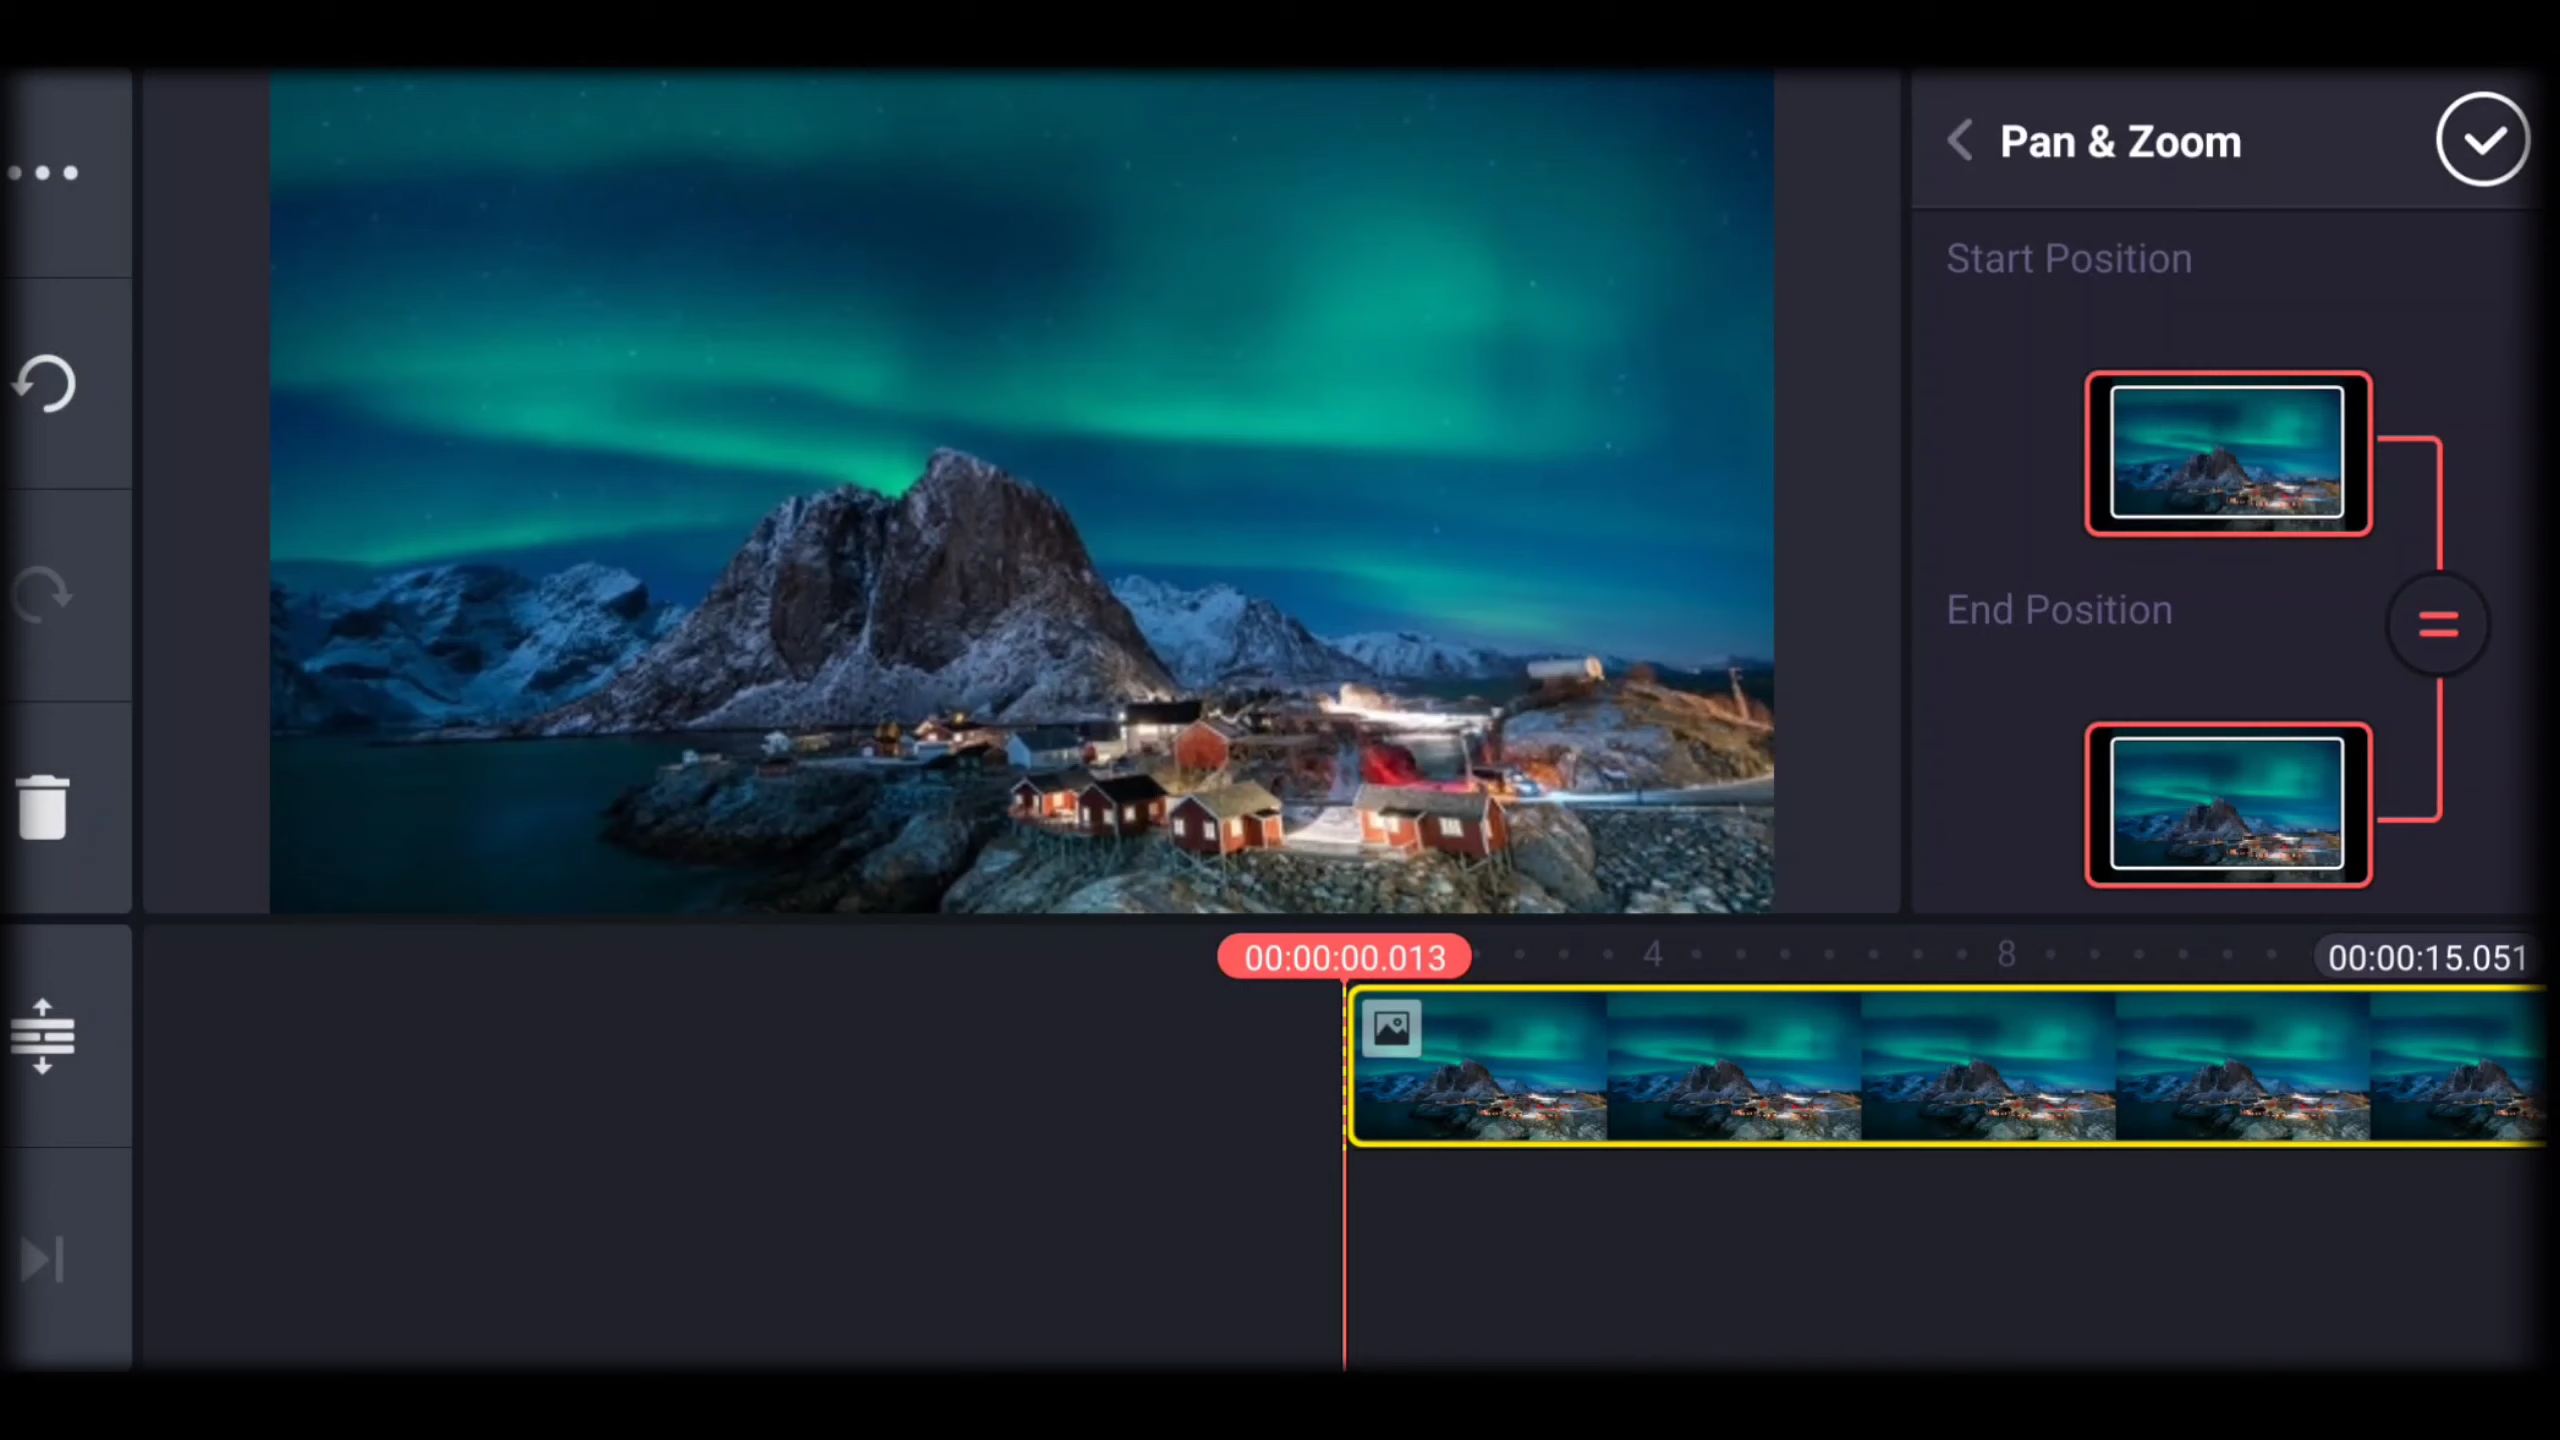 Pan & Zoom
Start Position
End Position
00:00:00.013
4
8
00:00:15.051